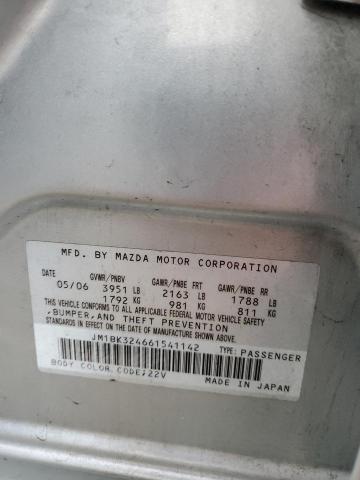 MFD. BY MAZDA MOTOR CORPORATION
DATE GVWR/PNBV GAWR/PNBE FRT GAWR/PNBE RR
05/06 3951 LB 2163 LB 1788 LB
1792 KG 981 KG 811 KG
THIS VEHICLE CONFORMS TO ALL APPLICABLE FEDERAL MOTOR VEHICLE SAFETY
,BUMPER,AND THEFT PREVENTION
STANDARDS IN EFFECT ON THE DATE OF MANUFACTURE SHOWN ABOVE.
JM1BK324661541142 TYPE:PASSENGER
BODY COLOR CODE;22V MADE IN JAPAN